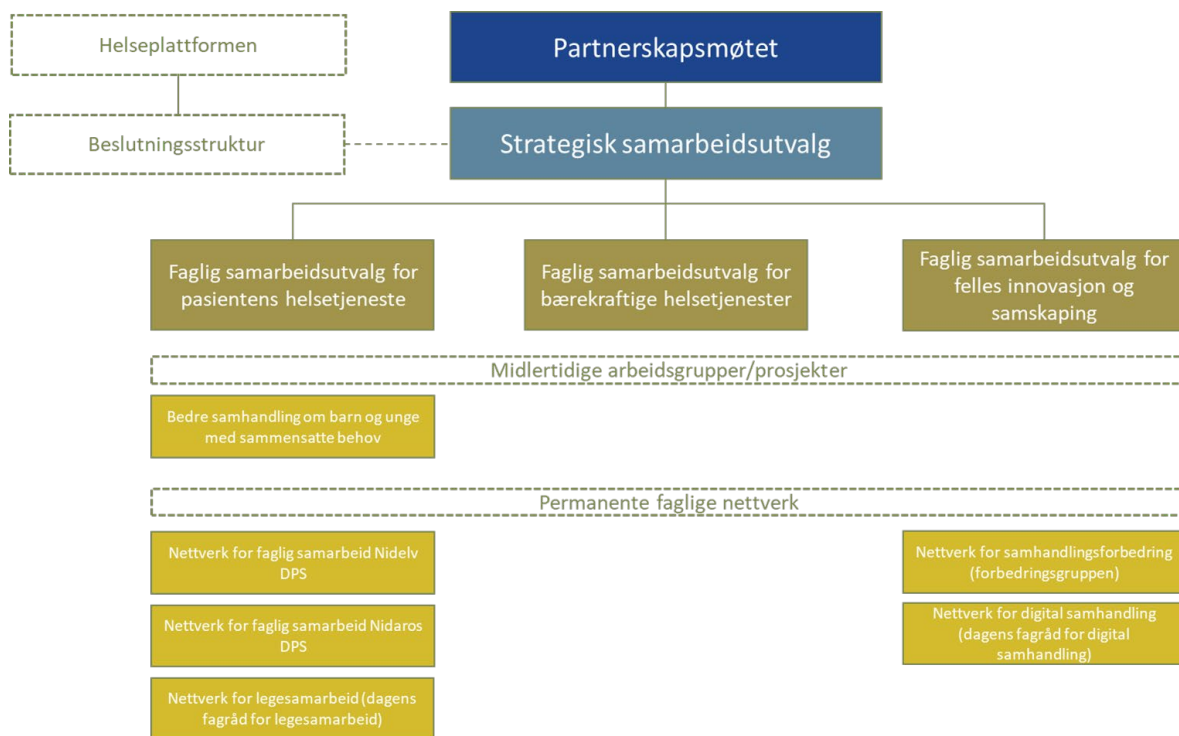 Helseplattformen
Partnerskapsmøtet
Beslutningsstruktur
Strategisk samarbeidsutvalg
Faglig samarbeidsutvalg for
pasientens helsetjeneste
Faglig samarbeidsutvalg for
bærekraftige helsetjenester
Faglig samarbeidsutvalg for
felles innovasjon og
samskaping
Midlertidige arbeidsgrupper/prosjekter
Bedre samhandling om barn og unge
med sammensatte behov
Permanente faglige nettverk
Nettverk for faglig samarbeid Nidelv
DPS
Nettverk for samhandlingsforbedring
(forbedringsgruppen)
Nettverk for faglig samarbeid Nidaros
DPS
Nettverk for digital samhandling
(dagens fagråd for digital
samhandling)
Nettverk for legesamarbeid (dagens
fagråd for legesamarbeid)